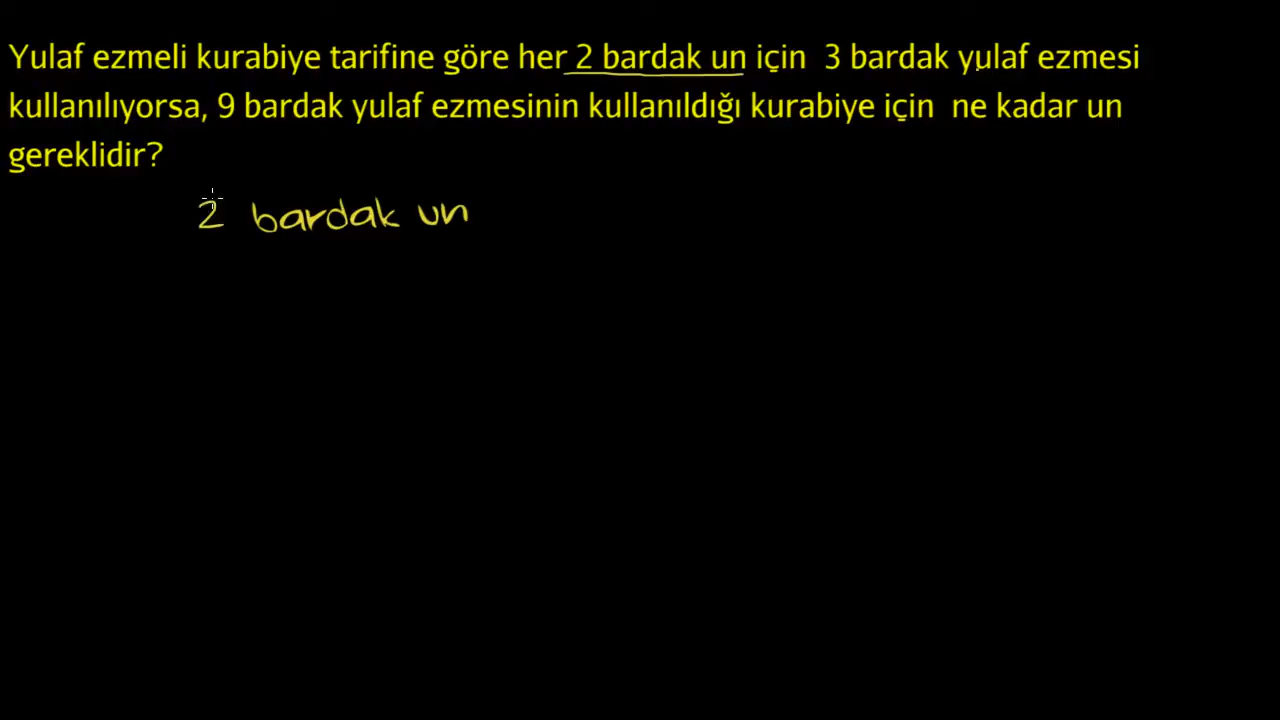 Yulaf ezmeli kurabiye tarifine göre her 2 bardak un için 3 bardak yulaf ezmesi
kullanılıyorsa, 9 bardak yulaf ezmesinin kullanıldığı kurabiye için ne kadar un
gereklidir?
2 bardak un